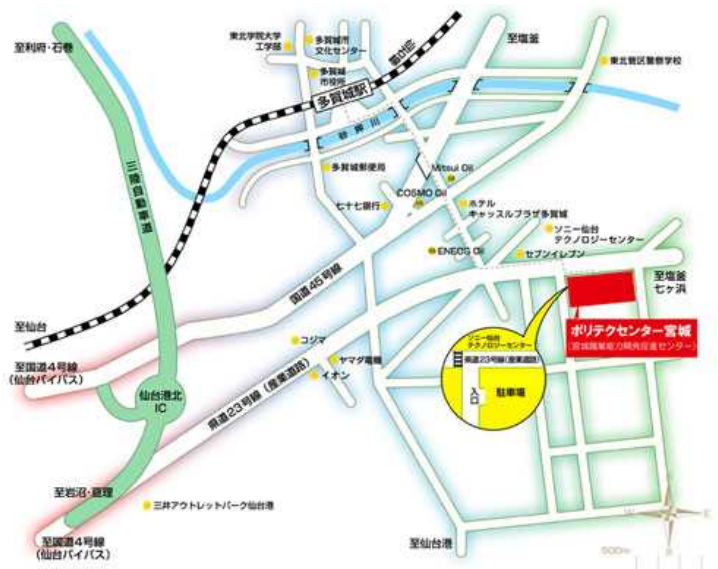 東北学院大学
工学部
多賀城市
文化センター
至塩釜
至利府・石巻
多賀城
市役所
仙石線
東北管区警察学校
多賀城駅
砂押川
三陸自動車道
多賀城郵便局
Mitsui Oil
COSMO Oil
七十七銀行
ホテル
キャッスルプラザ多賀城
ソニー仙台
テクノロジーセンター
ENEOS Oil
セブンイレブン
国道45号線
至塩釜
七ヶ浜
至仙台
ポリテクセンター宮城
(宮城職業能力開発促進センター)
コジマ
ソニー仙台
テクノロジーセンター
県道23号線(産業道路)
ヤマダ電機
イオン
至国道4号線
(仙台バイパス)
入口
駐車場
仙台港北
IC
県道23号線(産業道路)
至岩沼・亘理
三井アウトレットパーク仙台港
至国道4号線
(仙台バイパス)
至仙台港
N
W
E
S
500m